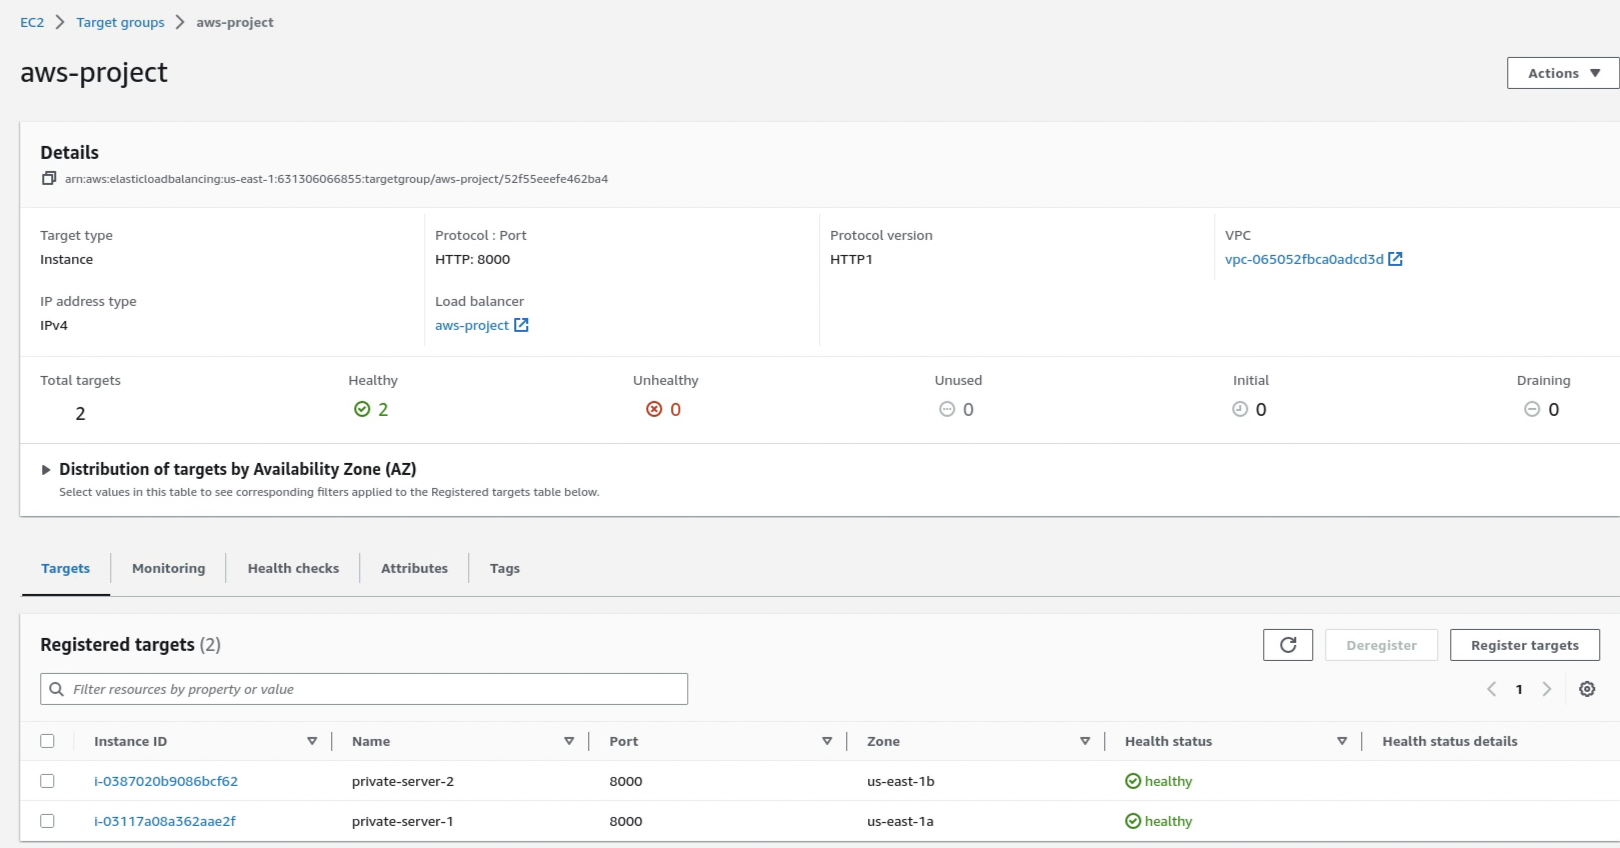 EC2 Target groups aws-project
aws-project
Actions
Details
arn:aws:elasticloadbalancing:us-east-1:631306066855:targetgroup/aws-project/52f55eeefe462ba4
Target type Protocol : Port Protocol version VPC
Instance HTTP: 8000 HTTP1 vpc-065052fbca0adcd3d
IP address type Load balancer
IPv4 aws-project
Total targets Healthy Unhealthy Unused Initial Draining
2 2 0 0 0 0
Distribution of targets by Availability Zone (AZ)
Select values in this table to see corresponding filters applied to the Registered targets table below.
Targets Monitoring Health checks Attributes Tags
Registered targets (2) Deregister Register targets
Filter resources by property or value 1
Instance ID Name Port Zone Health status Health status details
i-0387020b9086bcf62 private-server-2 8000 us-east-1b healthy
i-03117a08a362aae2f private-server-1 8000 us-east-1a healthy